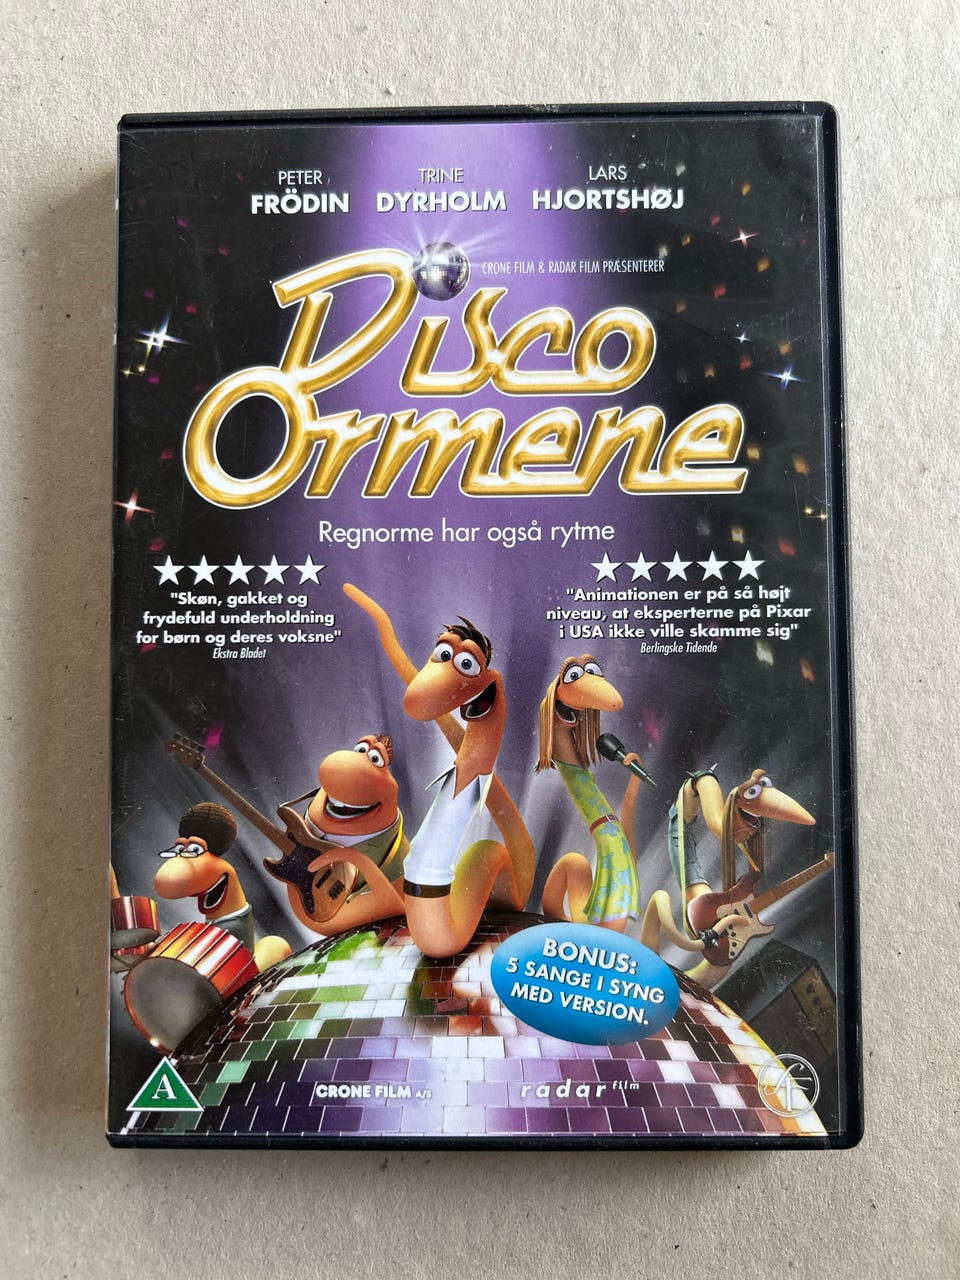 PETER
FRÖDIN
TRINE
DYRHOLM
LARS
HJORTSHØJ
CRONE FILM & RADAR FILM PRÆSENTERER
Disco
Ormene
Regnorme har også rytme
"Skøn, gakket og
frydefuld underholdning
for børn og deres voksne"
Ekstra Bladet
"Animationen er på så højt
niveau, at eksperterne på Pixar
i USA ikke ville skamme sig"
Berlingske Tidende
BONUS:
5 SANGE I SYNG
MED VERSION.
A
CRONE FILM A/S
radar film
SF